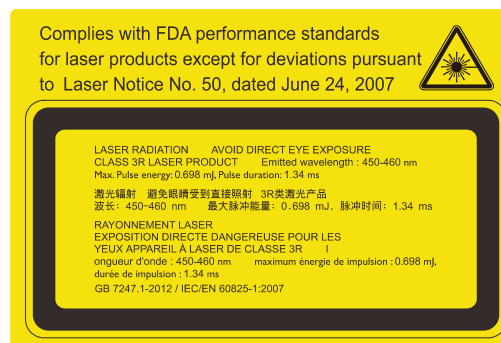 Complies with FDA performance standards
for laser products except for deviations pursuant
to Laser Notice No. 50, dated June 24, 2007
LASER RADIATION AVOID DIRECT EYE EXPOSURE
CLASS 3R LASER PRODUCT Emitted wavelength : 450-460 nm
Max. Pulse energy: 0.698 mJ, Pulse duration: 1.34 ms
激光辐射 避免眼睛受到直接照射 3R类激光产品
波长: 450-460 nm 最大脉冲能量: 0.698 mJ, 脉冲时间: 1.34 ms
RAYONNEMENT LASER
EXPOSITION DIRECTE DANGEREUSE POUR LES
YEUX APPAREIL À LASER DE CLASSE 3R l
ongueur d'onde : 450-460 nm maximum énergie de impulsion : 0.698 mJ,
durée de impulsion : 1.34 ms
GB 7247.1-2012 / IEC/EN 60825-1:2007